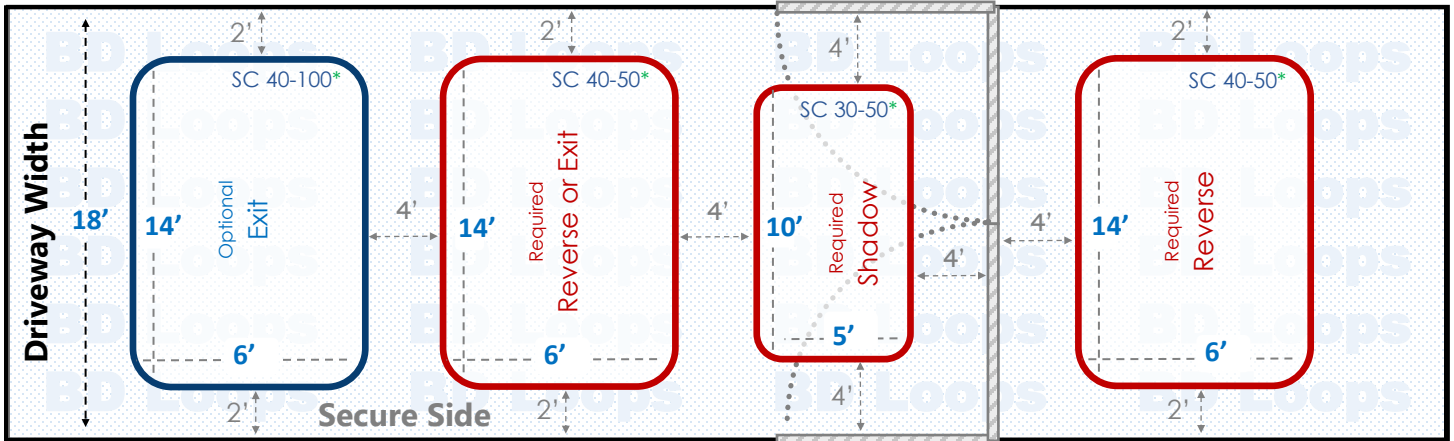 Driveway Width
18’
2’
SC 40-100*
14’
Optional
Exit
6’
2’
4’
2’
SC 40-50*
14’
Required
Reverse or Exit
6’
2’
4’
4’
SC 30-50*
10’
Required
Shadow
5’
4’
4’
4’
2’
SC 40-50*
14’
Required
Reverse
6’
2’
Secure Side
BD Loops